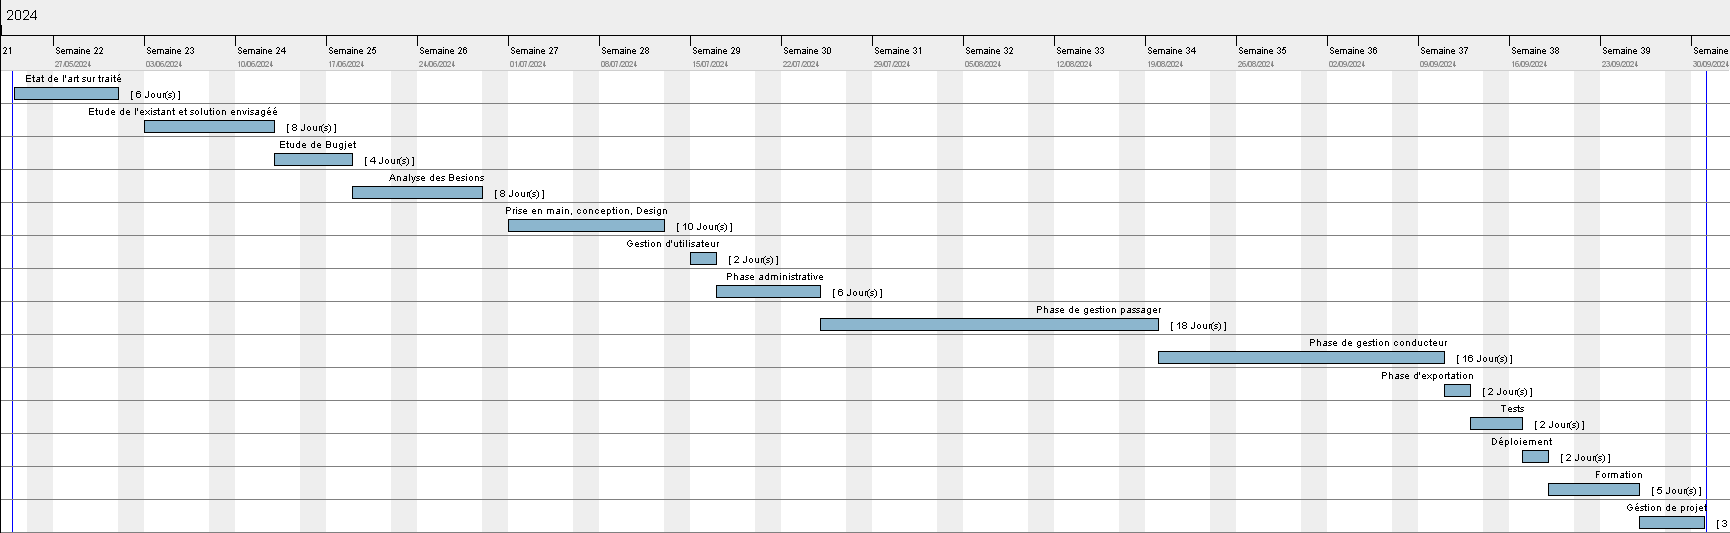 2024
21 Semaine 22 Semaine 23 Semaine 24 Semaine 25 Semaine 26 Semaine 27 Semaine 28 Semaine 29 Semaine 30 Semaine 31 Semaine 32 Semaine 33 Semaine 34 Semaine 35 Semaine 36 Semaine 37 Semaine 38 Semaine 39 Semaine
27/05/2024 03/06/2024 10/06/2024 17/06/2024 24/06/2024 01/07/2024 08/07/2024 15/07/2024 22/07/2024 29/07/2024 05/08/2024 12/08/2024 19/08/2024 26/08/2024 02/09/2024 09/09/2024 16/09/2024 23/09/2024 30/09/2024
Etat de l'art sur traité
[ 6 Jour(s) ]
Etude de l'existant et solution envisagéé
[ 8 Jour(s) ]
Etude de Bugjet
[ 4 Jour(s) ]
Analyse des Besions
[ 8 Jour(s) ]
Prise en main, conception, Design
[ 10 Jour(s) ]
Gestion d'utilisateur
[ 2 Jour(s) ]
Phase administrative
[ 6 Jour(s) ]
Phase de gestion passager
[ 18 Jour(s) ]
Phase de gestion conducteur
[ 16 Jour(s) ]
Phase d'exportation
[ 2 Jour(s) ]
Tests
[ 2 Jour(s) ]
Déploiement
[ 2 Jour(s) ]
Formation
[ 5 Jour(s) ]
Géstion de projet
[ 3